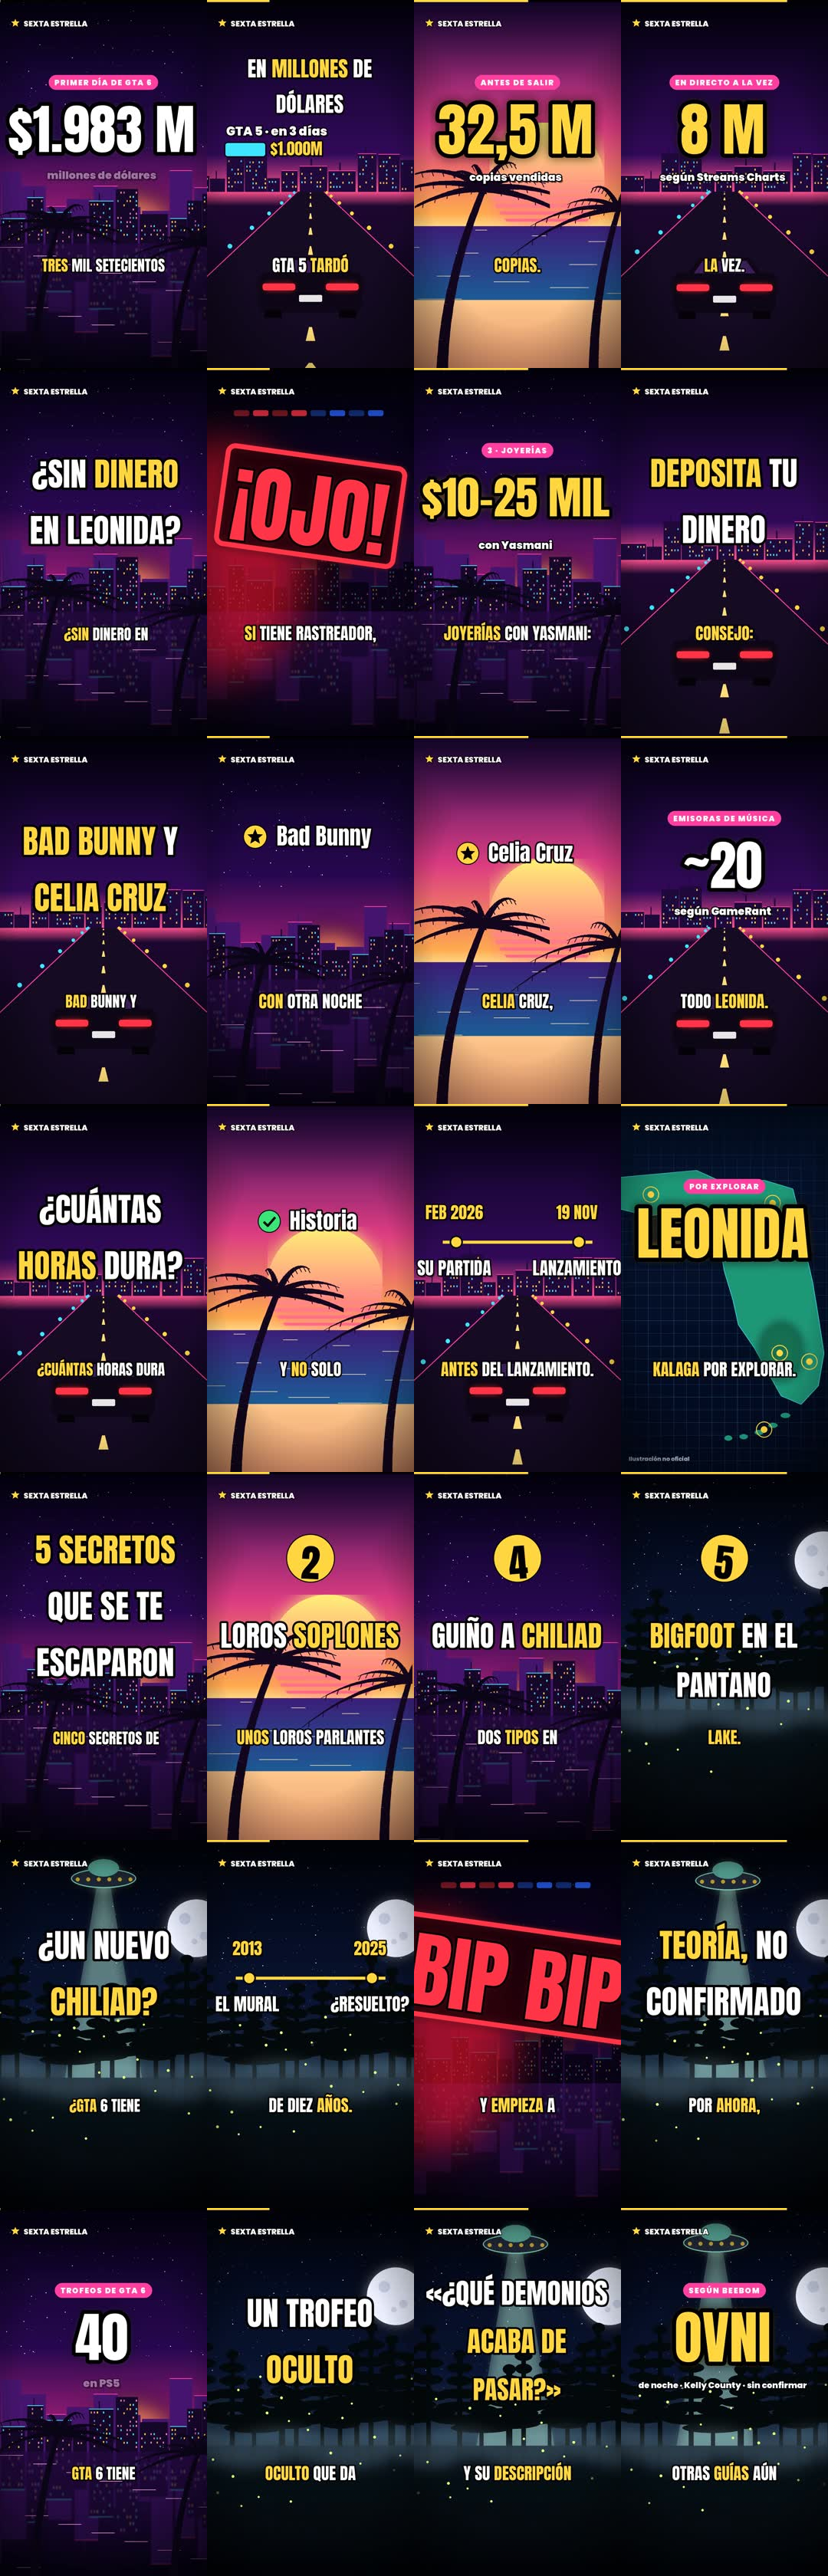 SEXTA ESTRELLA
PRIMER DÍA DE GTA 6
$1.983 M
millones de dólares
TRES MIL SETECIENTOS
SEXTA ESTRELLA
EN MILLONES DE
DÓLARES
GTA 5 · en 3 días
$1.000M
GTA 5 TARDÓ
SEXTA ESTRELLA
ANTES DE SALIR
32,5 M
copias vendidas
COPIAS.
SEXTA ESTRELLA
EN DIRECTO A LA VEZ
8 M
según Streams Charts
LA VEZ.
SEXTA ESTRELLA
¿SIN DINERO
EN LEONIDA?
¿SIN DINERO EN
SEXTA ESTRELLA
¡OJO!
SI TIENE RASTREADOR,
SEXTA ESTRELLA
3 · JOYERÍAS
$10-25 MIL
con Yasmani
JOYERÍAS CON YASMANI:
SEXTA ESTRELLA
DEPOSITA TU
DINERO
CONSEJO:
SEXTA ESTRELLA
BAD BUNNY Y
CELIA CRUZ
BAD BUNNY Y
SEXTA ESTRELLA
Bad Bunny
CON OTRA NOCHE
SEXTA ESTRELLA
Celia Cruz
CELIA CRUZ,
SEXTA ESTRELLA
EMISORAS DE MÚSICA
~20
según GameRant
TODO LEONIDA.
SEXTA ESTRELLA
¿CUÁNTAS
HORAS DURA?
¿CUÁNTAS HORAS DURA
SEXTA ESTRELLA
Historia
Y NO SOLO
SEXTA ESTRELLA
FEB 2026
19 NOV
SU PARTIDA
LANZAMIENTO
ANTES DEL LANZAMIENTO.
SEXTA ESTRELLA
POR EXPLORAR
LEONIDA
KALAGA POR EXPLORAR.
Ilustración no oficial
SEXTA ESTRELLA
5 SECRETOS
QUE SE TE
ESCAPARON
CINCO SECRETOS DE
SEXTA ESTRELLA
2
LOROS SOPLONES
UNOS LOROS PARLANTES
SEXTA ESTRELLA
4
GUIÑO A CHILIAD
DOS TIPOS EN
SEXTA ESTRELLA
5
BIGFOOT EN EL
PANTANO
LAKE.
SEXTA ESTRELLA
¿UN NUEVO
CHILIAD?
¿GTA 6 TIENE
SEXTA ESTRELLA
2013
2025
EL MURAL
¿RESUELTO?
DE DIEZ AÑOS.
SEXTA ESTRELLA
BIP BIP
Y EMPIEZA A
SEXTA ESTRELLA
TEORÍA, NO
CONFIRMADO
POR AHORA,
SEXTA ESTRELLA
TROFEOS DE GTA 6
40
en PS5
GTA 6 TIENE
SEXTA ESTRELLA
UN TROFEO
OCULTO
OCULTO QUE DA
SEXTA ESTRELLA
«¿QUÉ DEMONIOS
ACABA DE
PASAR?»
Y SU DESCRIPCIÓN
SEXTA ESTRELLA
SEGÚN BEEBOM
OVNI
de noche · Kelly County · sin confirmar
OTRAS GUÍAS AÚN